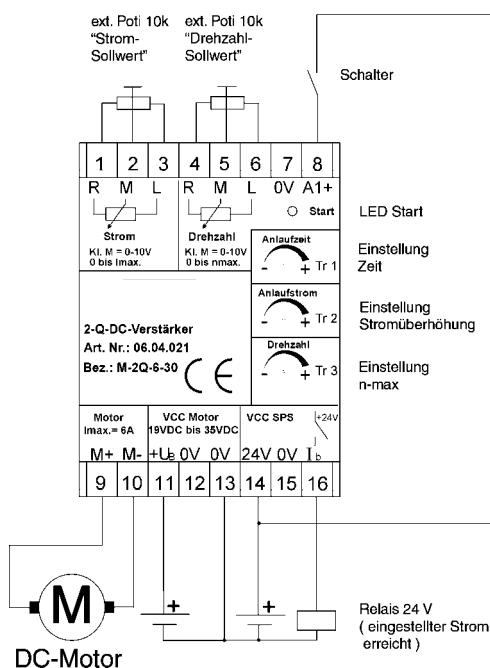 ext. Poti 10k
"Strom-
Sollwert"
ext. Poti 10k
"Drehzahl-
Sollwert"
Schalter
1 2 3 4 5 6 7 8
R M L R M L 0V A1+
Start
LED Start
Strom
Kl. M = 0-10V
0 bis Imax.
Drehzahl
Kl. M = 0-10V
0 bis nmax.
Anlaufzeit
- + Tr 1
Einstellung
Zeit
Anlaufstrom
- + Tr 2
Einstellung
Stromüberhöhung
Drehzahl
- + Tr 3
Einstellung
n-max
2-Q-DC-Verstärker
Art. Nr.: 06.04.021
Bez.: M-2Q-6-30
CE
Motor
Imax.= 6A
VCC Motor
19VDC bis 35VDC
VCC SPS
+24V
M+ M- +UB 0V 0V 24V 0V Ib
9 10 11 12 13 14 15 16
M
DC-Motor
+
+
Relais 24 V
( eingestellter Strom
erreicht )